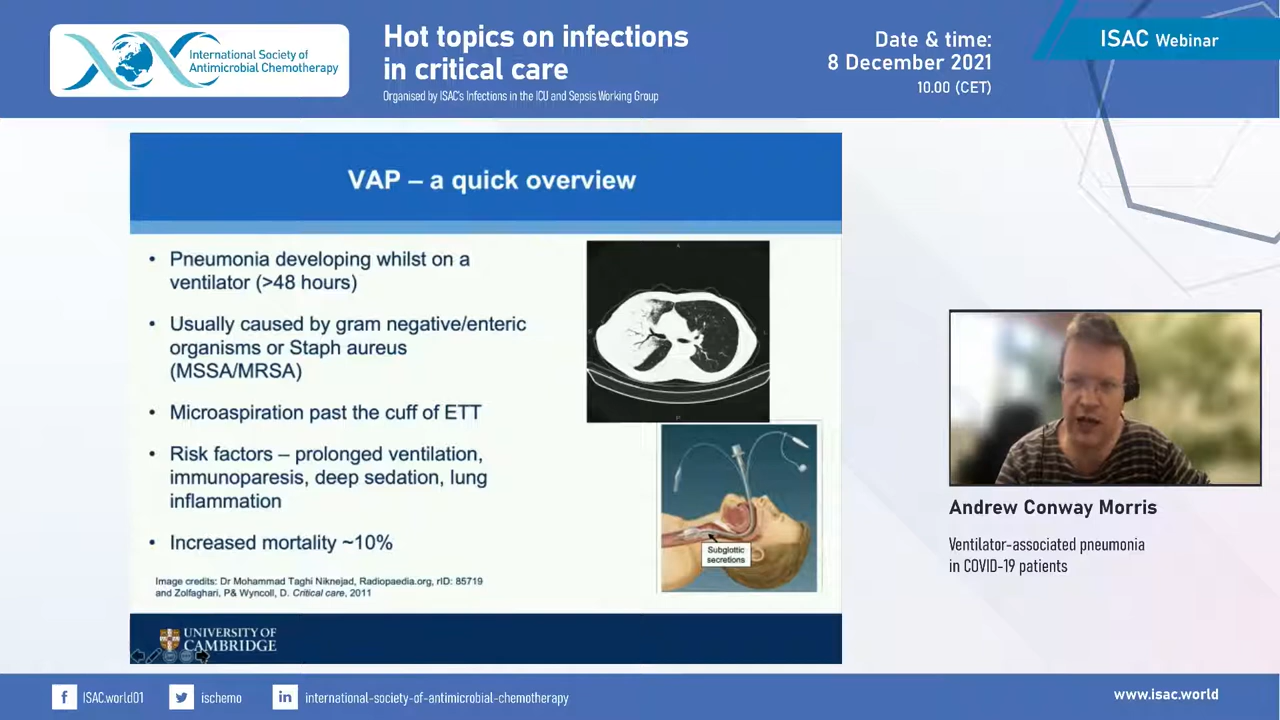 International Society of
Antimicrobial Chemotherapy
Hot topics on infections
in critical care
Organised by ISAC's Infections in the ICU and Sepsis Working Group
Date & time:
8 December 2021
10.00 (CET)
ISAC Webinar
VAP – a quick overview
• Pneumonia developing whilst on a
ventilator (>48 hours)
• Usually caused by gram negative/enteric
organisms or Staph aureus
(MSSA/MRSA)
• Microaspiration past the cuff of ETT
• Risk factors – prolonged ventilation,
immunoparesis, deep sedation, lung
inflammation
• Increased mortality ~10%
Subglottic
secretions
Image credits: Dr Mohammad Taghi Niknejad, Radiopaedia.org, rID: 85719
and Zolfaghari, P& Wyncoll, D. Critical care, 2011
UNIVERSITY OF
CAMBRIDGE
Andrew Conway Morris
Ventilator-associated pneumonia
in COVID-19 patients
ISAC.world01
ischemo
international-society-of-antimicrobial-chemotherapy
www.isac.world